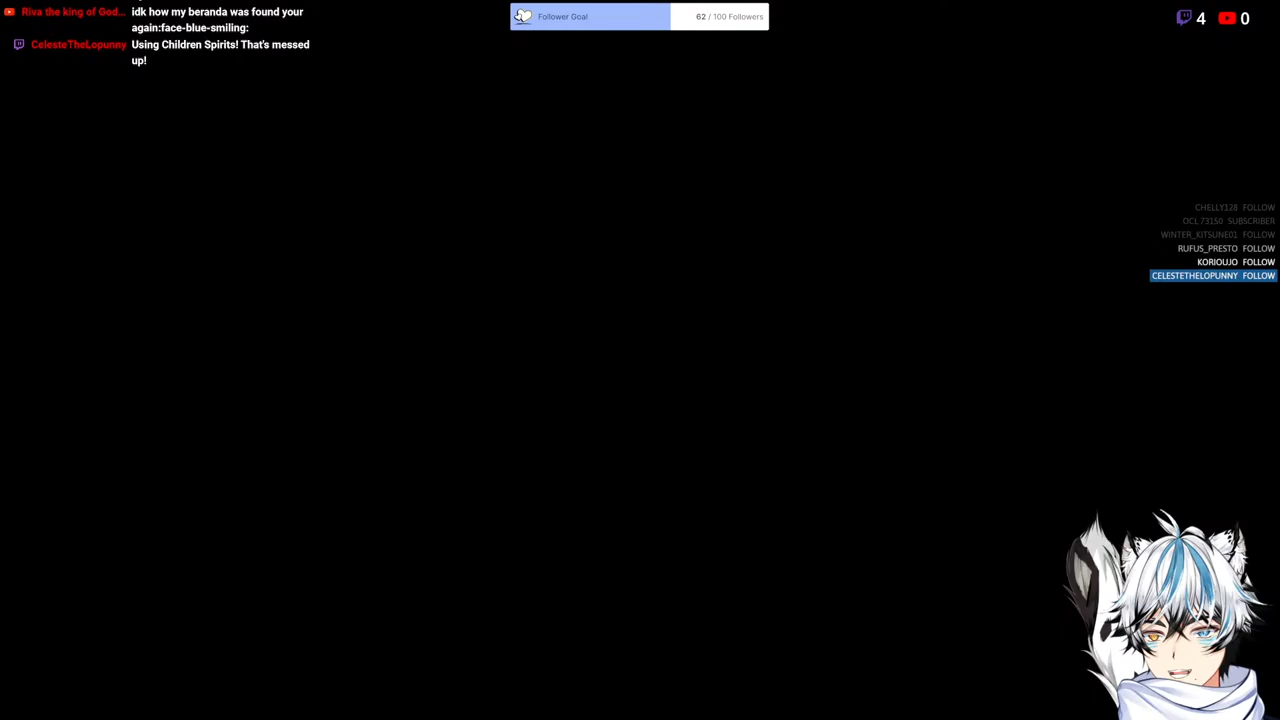 Riva the king of God... idk how my beranda was found your
again:face-blue-smiling:
CelesteTheLopunny Using Children Spirits! That's messed
up!
Follower Goal 62 / 100 Followers
4 0
CHELLY128 FOLLOW
OCL73150 SUBSCRIBER
WINTER_KITSUNE01 FOLLOW
RUFUS_PRESTO FOLLOW
KORIOUJO FOLLOW
CELESTETHELOPUNNY FOLLOW